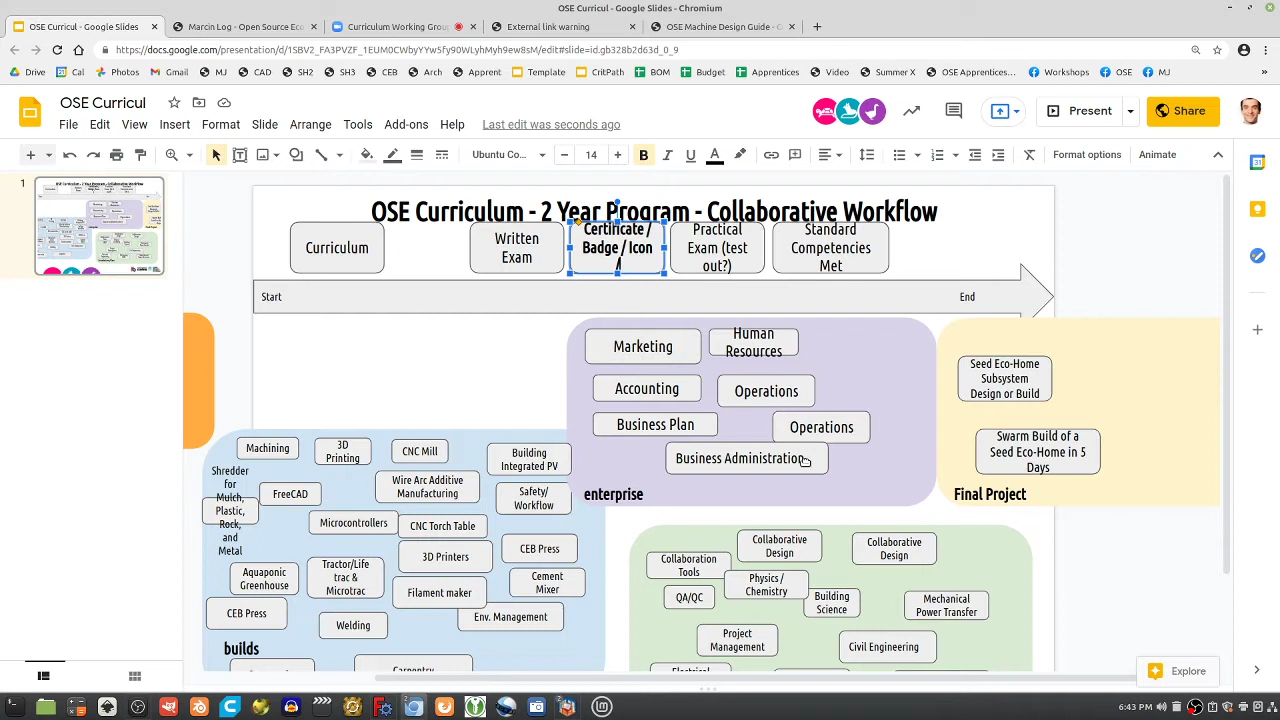 OSE Curricul - Google Slides - Chromium
OSE Curricul - Google Slides
Marcin Log - Open Source Eco
Curriculum Working Grou
External link warning
OSE Machine Design Guide - G
https://docs.google.com/presentation/d/1SBV2_FA3PVZF_1EUM0CWbyYYw5fy90WLyhMyh9ew8sM/edit#slide=id.gb328b2d63d_0_9
Drive
Cal
Photos
Gmail
MJ
CAD
SH2
SH3
CEB
Arch
Apprent
Template
CritPath
BOM
Budget
Apprentices
Video
Summer X
OSE Apprentices...
Workshops
OSE
MJ
OSE Curricul
File Edit View Insert Format Slide Arrange Tools Add-ons Help Last edit was seconds ago
Present
Share
Ubuntu Co...
14
B I U A
Format options
Animate
1
OSE Curriculum - 2 Year Program - Collaborative Workflow
Curriculum
Written
Exam
Certificate /
Badge / Icon
/
Practical
Exam (test
out?)
Standard
Competencies
Met
Start
End
Marketing
Human
Resources
Accounting
Operations
Business Plan
Operations
Business Administration
enterprise
Seed Eco-Home
Subsystem
Design or Build
Swarm Build of a
Seed Eco-Home in 5
Days
Final Project
Machining
3D
Printing
CNC Mill
Building
Integrated PV
Shredder
for
Mulch,
Plastic,
Rock,
and
Metal
FreeCAD
Wire Arc Additive
Manufacturing
Safety/
Workflow
Microcontrollers
CNC Torch Table
3D Printers
CEB Press
Aquaponic
Greenhouse
Tractor/Life
trac &
Microtrac
Filament maker
Cement
Mixer
CEB Press
Welding
Env. Management
builds
Carpentry
Collaboration
Tools
Collaborative
Design
Collaborative
Design
Physics /
Chemistry
QA/QC
Building
Science
Mechanical
Power Transfer
Project
Management
Civil Engineering
Electrical
Explore
6:43 PM